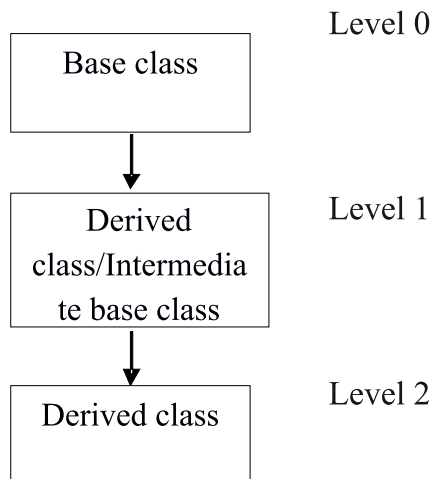 Level 0
Base class
Level 1
Derived
class/Intermedia
te base class
Level 2
Derived class